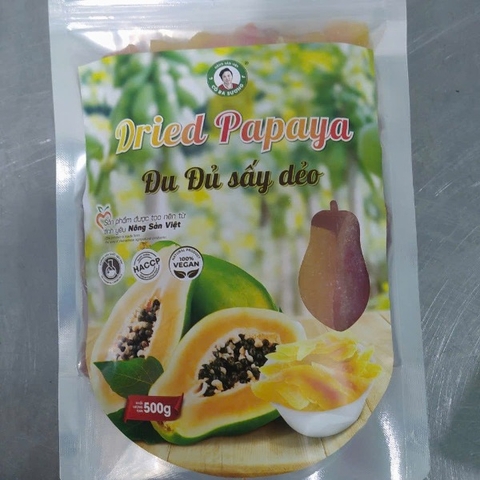 Dried Papaya
Đu Đủ sấy dẻo
Sản phẩm được tạo nên từ
tình yêu Nông Sản Việt
HACCP
100%
VEGAN
500g